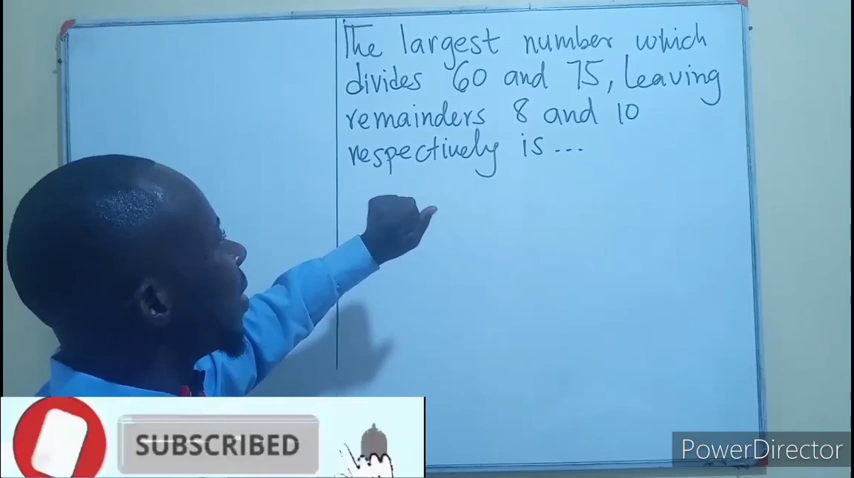 The largest number which
divides 60 and 75, leaving
remainders 8 and 10
respectively is ...
SUBSCRIBED
PowerDirector